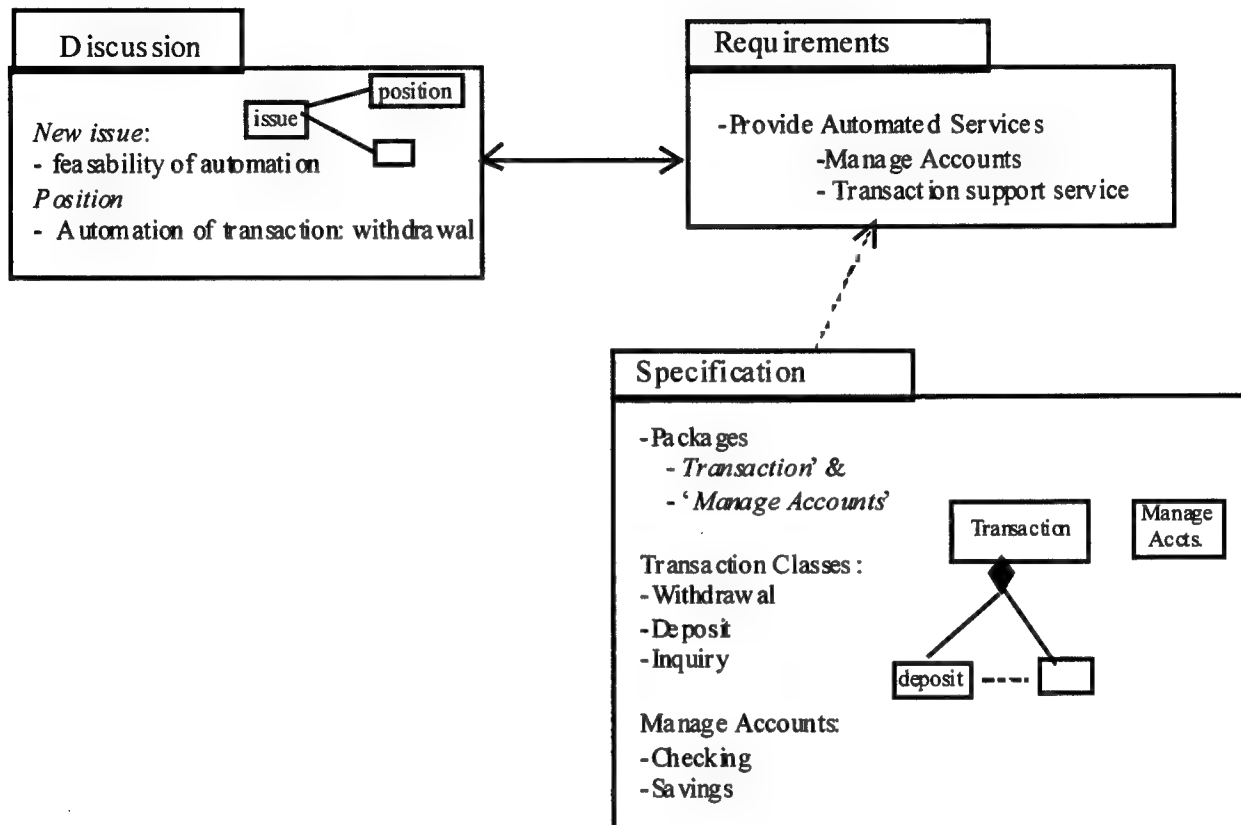 Discussion
position
issue
New issue:
- feasability of automation
Position
- Automation of transaction: withdrawal
Requirements
-Provide Automated Services
-Manage Accounts
- Transaction support service
Specification
-Packages
- Transaction’ &
- ‘Manage Accounts’
Transaction Classes:
-Withdrawal
-Deposit
-Inquiry
Manage Accounts:
-Checking
-Savings
Transaction
Manage
Accts.
deposit